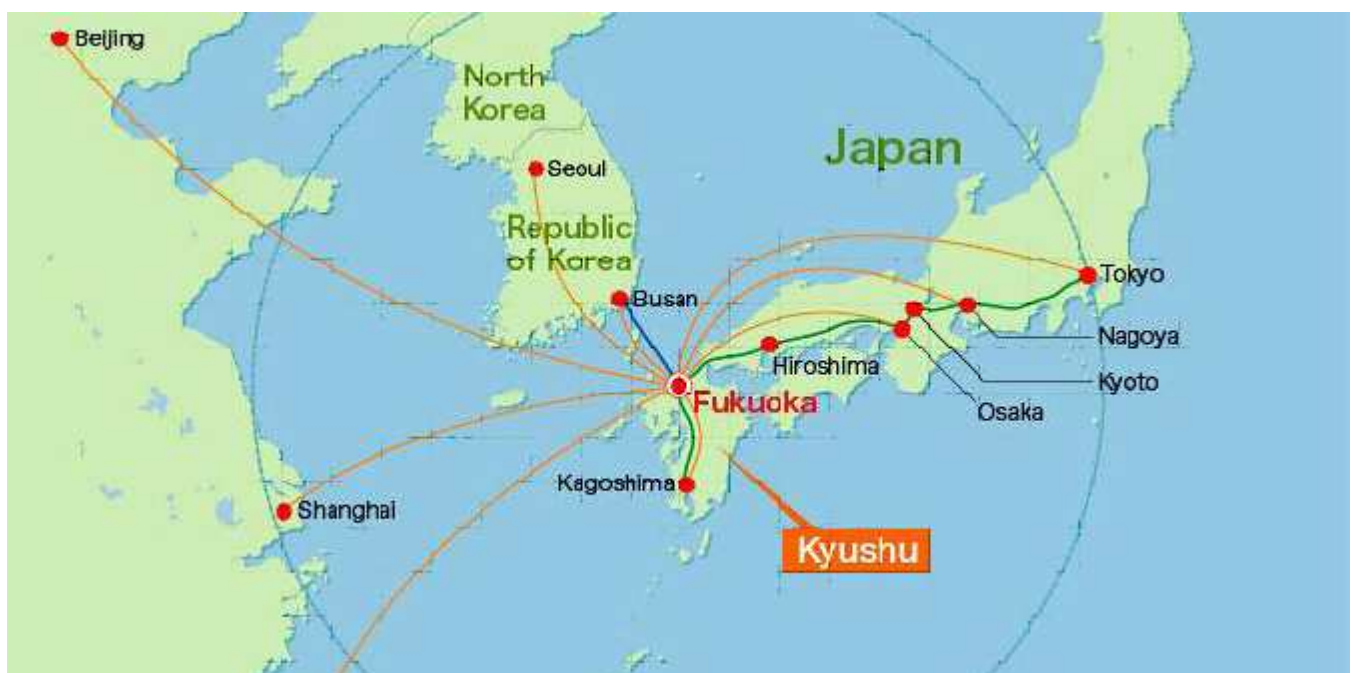 Beijing
North
Korea
Japan
Seoul
Republic
of Korea
Tokyo
Busan
Nagoya
Hiroshima
Kyoto
Fukuoka
Osaka
Kagoshima
Shanghai
Kyushu